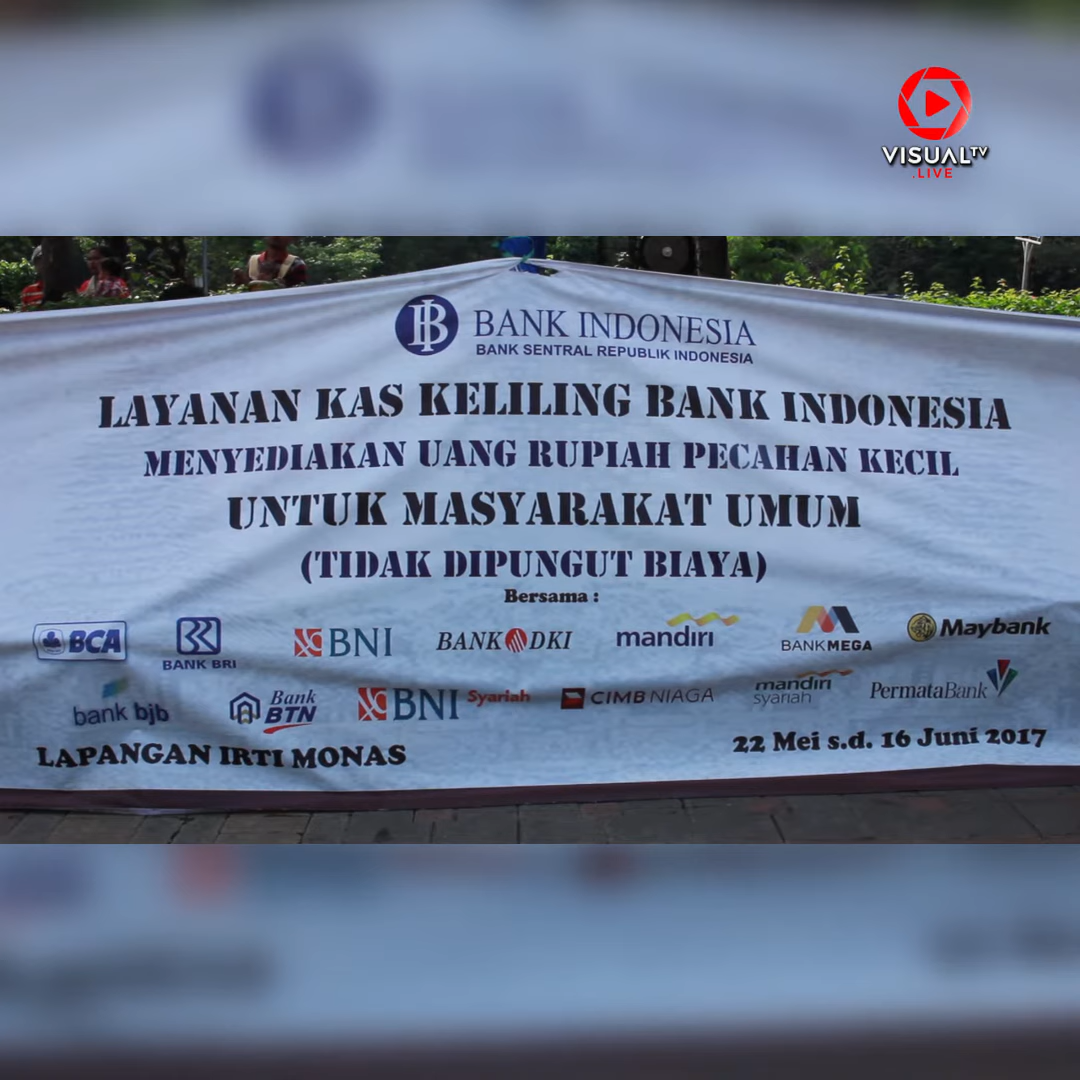 VISUAL TV
.LIVE
BANK INDONESIA
BANK SENTRAL REPUBLIK INDONESIA
LAYANAN KAS KELILING BANK INDONESIA
MENYEDIAKAN UANG RUPIAH PECAHAN KECIL
UNTUK MASYARAKAT UMUM
(TIDAK DIPUNGUT BIAYA)
Bersama :
BCA BANK BRI BNI BANK DKI mandiri BANKMEGA Maybank
bank bjb Bank BTN BNI Syariah CIMB NIAGA mandiri syariah PermataBank
LAPANGAN IRTI MONAS 22 Mei s.d. 16 Juni 2017